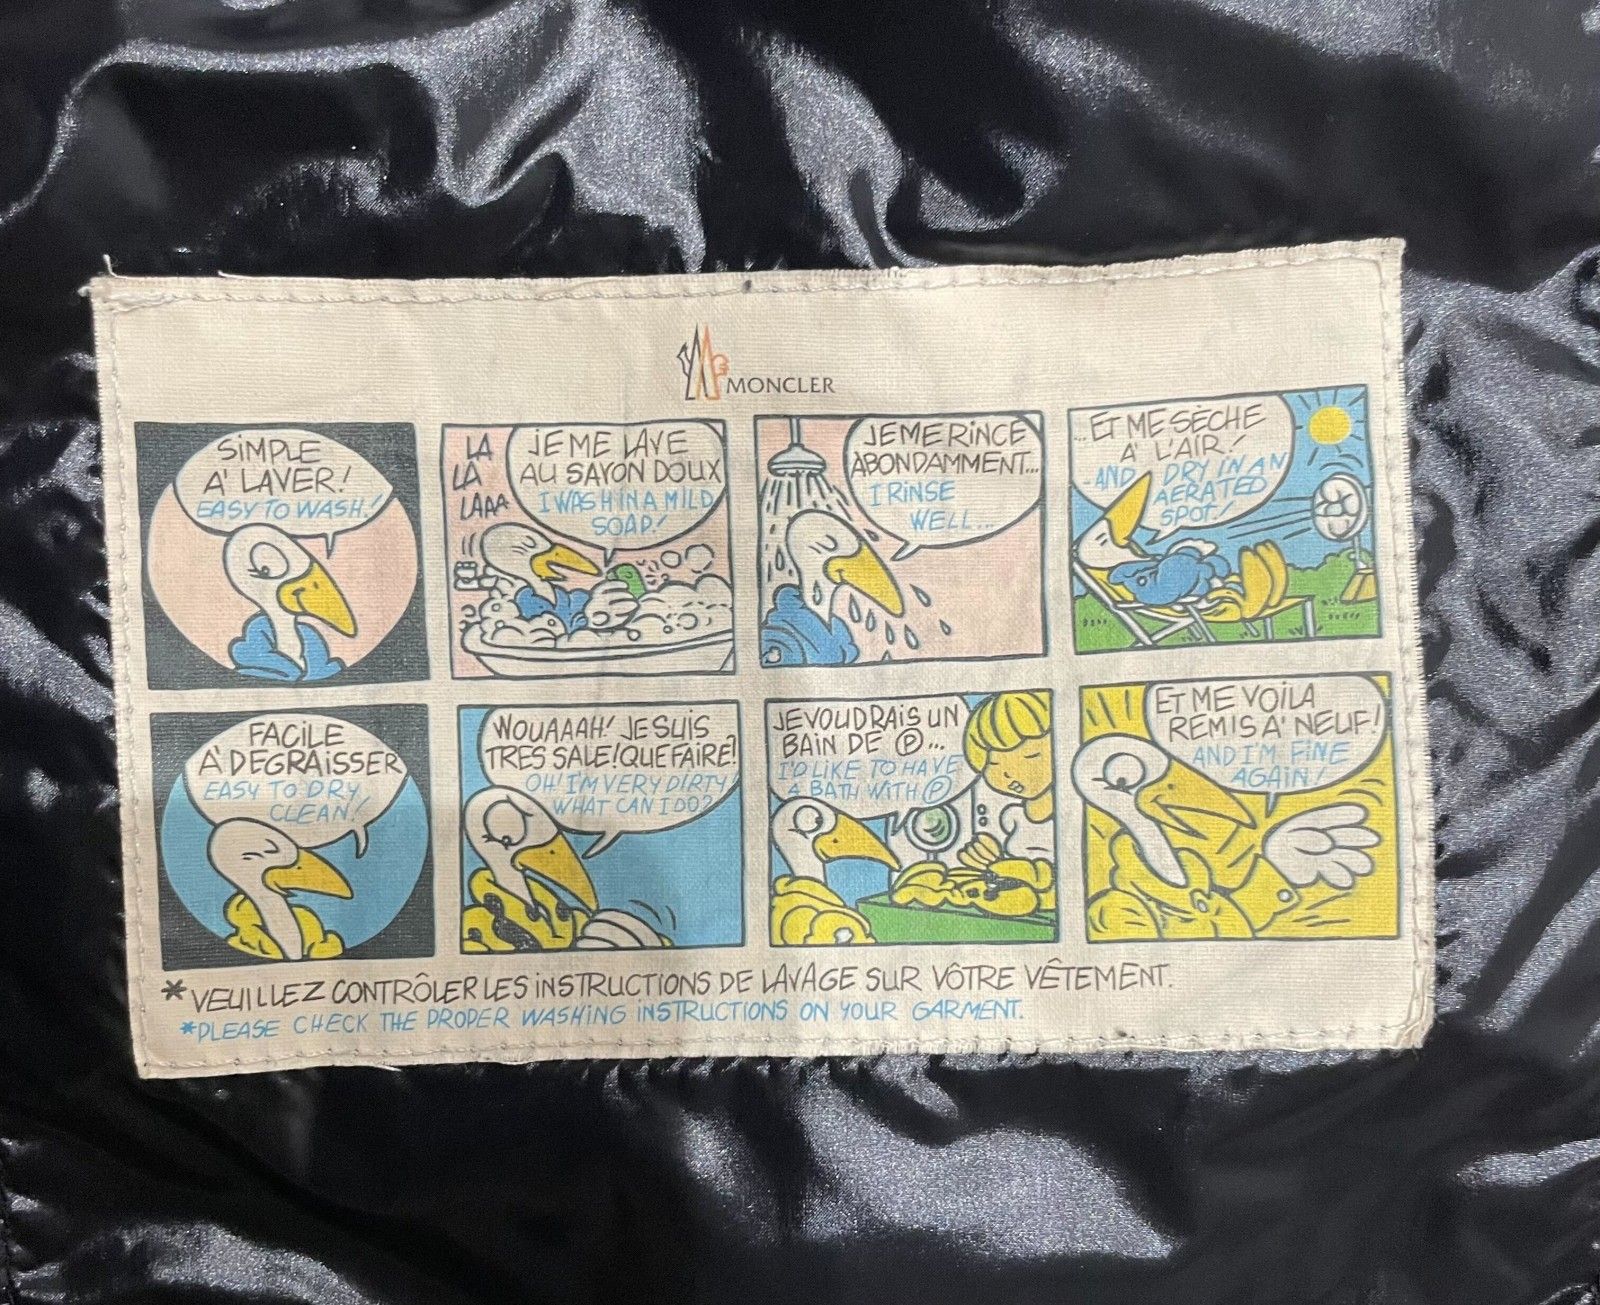 MONCLER
SiMPLE
A' LAVER!
EASY TO WASH!
LA
LA
LAAA
JE ME LAVE
AU SAVON DOUX
I WASH IN A MILD
SOAP!
JE ME RINCE
ABONDAMMENT...
I RINSE
WELL...
...ET ME SÈCHE
A' L'AIR!
-AND DRY IN AN
AERATED
SPOT!
FACILE
A' DEGRAiSSER
EASY TO DRY
CLEAN!
WOUAAAH! JE SUIS
TRES SALE! QUE FAIRE?
OH! I'M VERY DIRTY!
WHAT CAN I DO?
JE VOUDRAiS UN
BAIN DE Ⓟ...
I'D LIKE TO HAVE
A BATH WITH Ⓟ
ET ME VOiLA
REMIS A' NEUF!
AND I'M FINE
AGAIN!
*VEUILLEZ CONTRÔLER LES iNSTRUCTIONS DE LAVAGE SUR VÔTRE VÊTEMENT.
*PLEASE CHECK THE PROPER WASHING INSTRUCTIONS ON YOUR GARMENT.